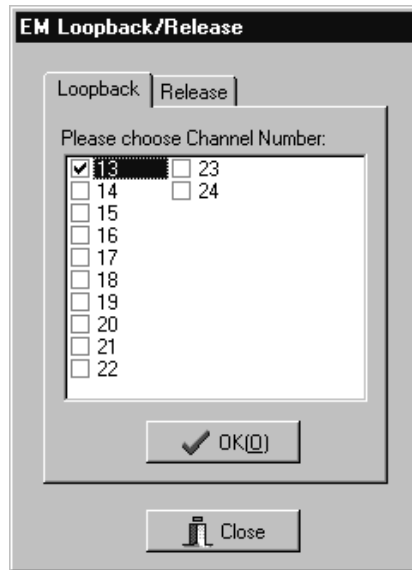 EM Loopback/Release
Loopback Release
Please choose Channel Number:
13 23
14 24
15
16
17
18
19
20
21
22
OK(O)
Close